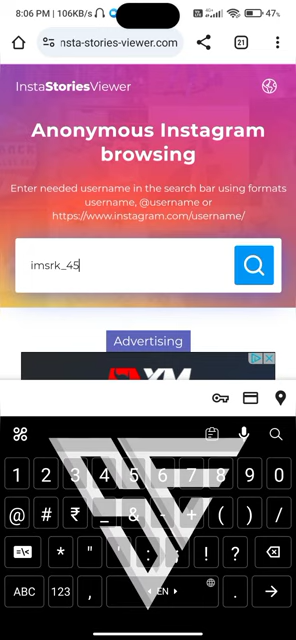 8:06 PM | 106KB/s
47%
nsta-stories-viewer.com
21
InstaStoriesViewer
Anonymous Instagram
browsing
Enter needed username in the search bar using formats
username, @username or
https://www.instagram.com/username/
imsrk_45
Advertising
XM
1 2 3 4 5 6 7 8 9 0
@ # ₹ _ & - + ( ) /
=\< * " ' : ; ! ?
ABC 123 , EN .